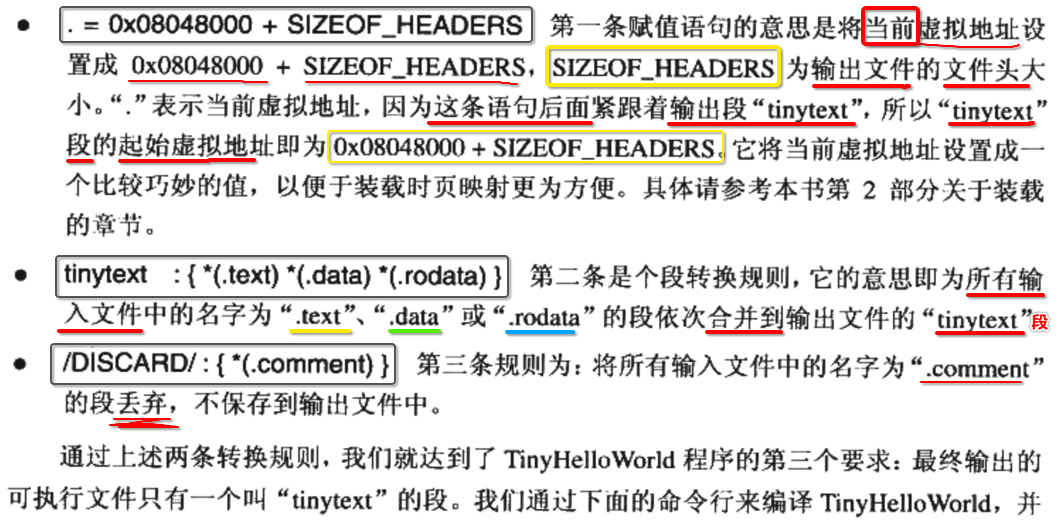 ● . = 0x08048000 + SIZEOF_HEADERS 第一条赋值语句的意思是将当前虚拟地址设
置成 0x08048000 + SIZEOF_HEADERS, SIZEOF_HEADERS 为输出文件的文件头大
小。“.”表示当前虚拟地址，因为这条语句后面紧跟着输出段“tinytext”，所以“tinytext”
段的起始虚拟地址即为 0x08048000 + SIZEOF_HEADERS。它将当前虚拟地址设置成一
个比较巧妙的值，以便于装载时页映射更为方便。具体请参考本书第 2 部分关于装载
的章节。
● tinytext : { *(.text) *(.data) *(.rodata) } 第二条是个段转换规则，它的意思即为所有输
入文件中的名字为“.text”、“.data”或“.rodata”的段依次合并到输出文件的“tinytext”段
● /DISCARD/ : { *(.comment) } 第三条规则为：将所有输入文件中的名字为“.comment”
的段丢弃，不保存到输出文件中。
通过上述两条转换规则，我们就达到了 TinyHelloWorld 程序的第三个要求：最终输出的
可执行文件只有一个叫“tinytext”的段。我们通过下面的命令行来编译 TinyHelloWorld，并